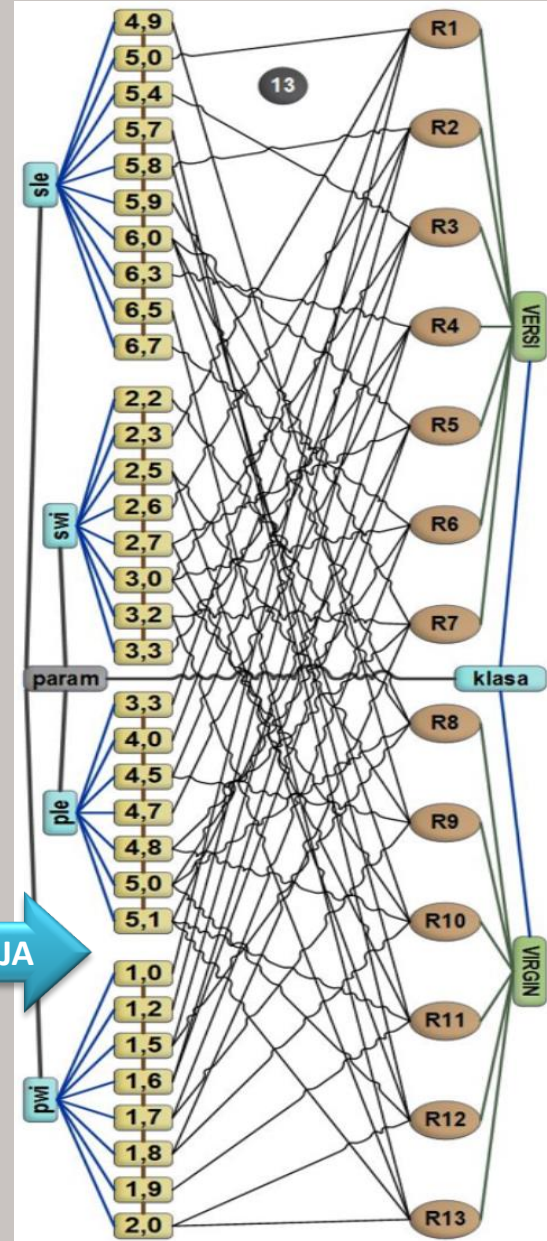 4,9
5,0
5,4
5,7
5,8
5,9
6,0
6,3
6,5
6,7
sle
2,2
2,3
2,5
2,6
2,7
3,0
3,2
3,3
swi
param
3,3
4,0
4,5
4,7
4,8
5,0
5,1
ple
JA
1,0
1,2
1,5
1,6
1,7
1,8
1,9
2,0
pwi
13
R1
R2
R3
R4
R5
R6
R7
R8
R9
R10
R11
R12
R13
VERSI
klasa
VIRGIN